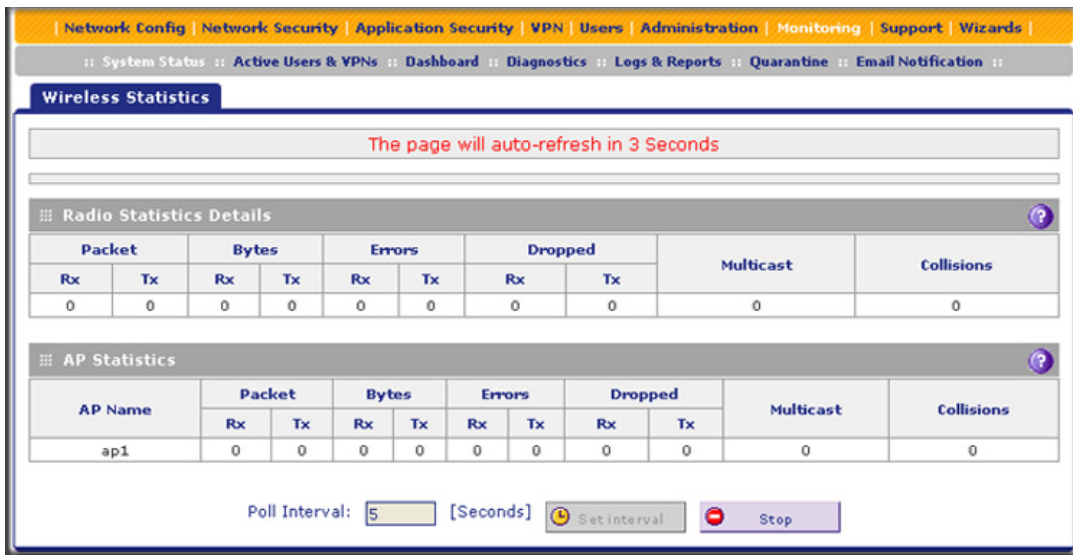 | Network Config | Network Security | Application Security | VPN | Users | Administration | Monitoring | Support | Wizards |
:: System Status :: Active Users & VPNs :: Dashboard :: Diagnostics :: Logs & Reports :: Quarantine :: Email Notification ::
Wireless Statistics
The page will auto-refresh in 3 Seconds
Radio Statistics Details ?
Packet Bytes Errors Dropped Multicast Collisions
Rx Tx Rx Tx Rx Tx Rx Tx
0 0 0 0 0 0 0 0 0 0
AP Statistics ?
AP Name Packet Bytes Errors Dropped Multicast Collisions
Rx Tx Rx Tx Rx Tx Rx Tx
ap1 0 0 0 0 0 0 0 0 0 0
Poll Interval: 5 [Seconds] Set interval Stop